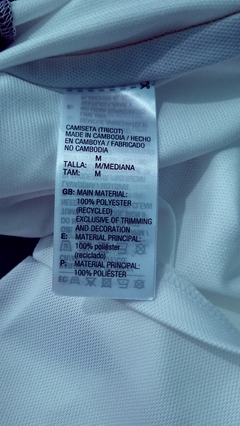 CAMISETA (TRICOT)
MADE IN CAMBODIA / HECHO
EN CAMBOYA / FABRICADO
NO CAMBODIA
M
TALLA: M/MEDIANA
TAM: M
GB: MAIN MATERIAL:
100% POLYESTER
(RECYCLED)
EXCLUSIVE OF TRIMMING
AND DECORATION
E: MATERIAL PRINCIPAL:
100% poliéster
(reciclado)
P: MATERIAL PRINCIPAL:
100% POLIÉSTER